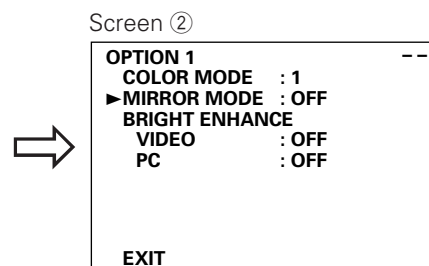 Screen ②
OPTION 1 --
COLOR MODE : 1
►MIRROR MODE : OFF
BRIGHT ENHANCE
VIDEO : OFF
PC : OFF
EXIT